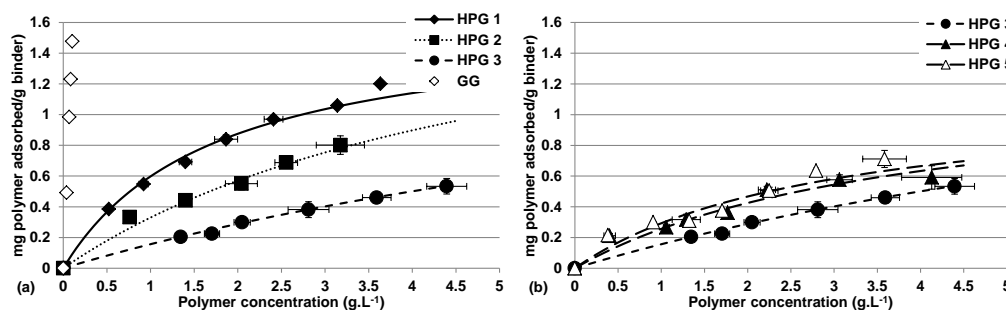 1.6
1.4
1.2
1
0.8
0.6
0.4
0.2
0
mg polymer adsorbed/g binder)
0 0.5 1 1.5 2 2.5 3 3.5 4 4.5 5
(a) Polymer concentration (g.L-1)
HPG 1
HPG 2
HPG 3
GG
1.6
1.4
1.2
1
0.8
0.6
0.4
0.2
0
mg polymer adsorbed/g binder)
0 0.5 1 1.5 2 2.5 3 3.5 4 4.5 5
(b) Polymer concentration (g.L-1)
HPG 3
HPG 4
HPG 5